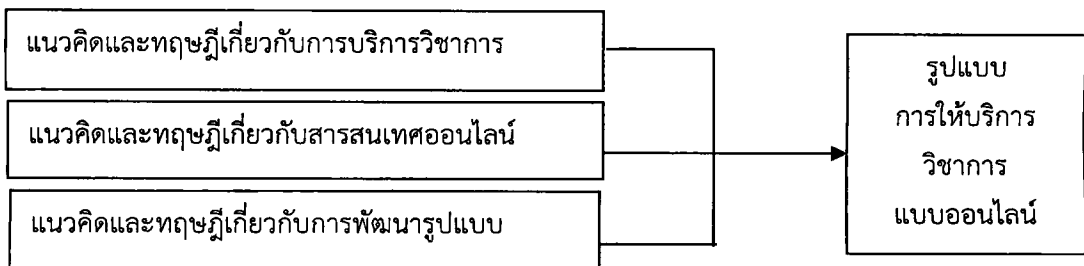 แนวคิดและทฤษฎีเกี่ยวกับการบริการวิชาการ
แนวคิดและทฤษฎีเกี่ยวกับสารสนเทศออนไลน์
แนวคิดและทฤษฎีเกี่ยวกับการพัฒนารูปแบบ
รูปแบบ
การให้บริการ
วิชาการ
แบบออนไลน์